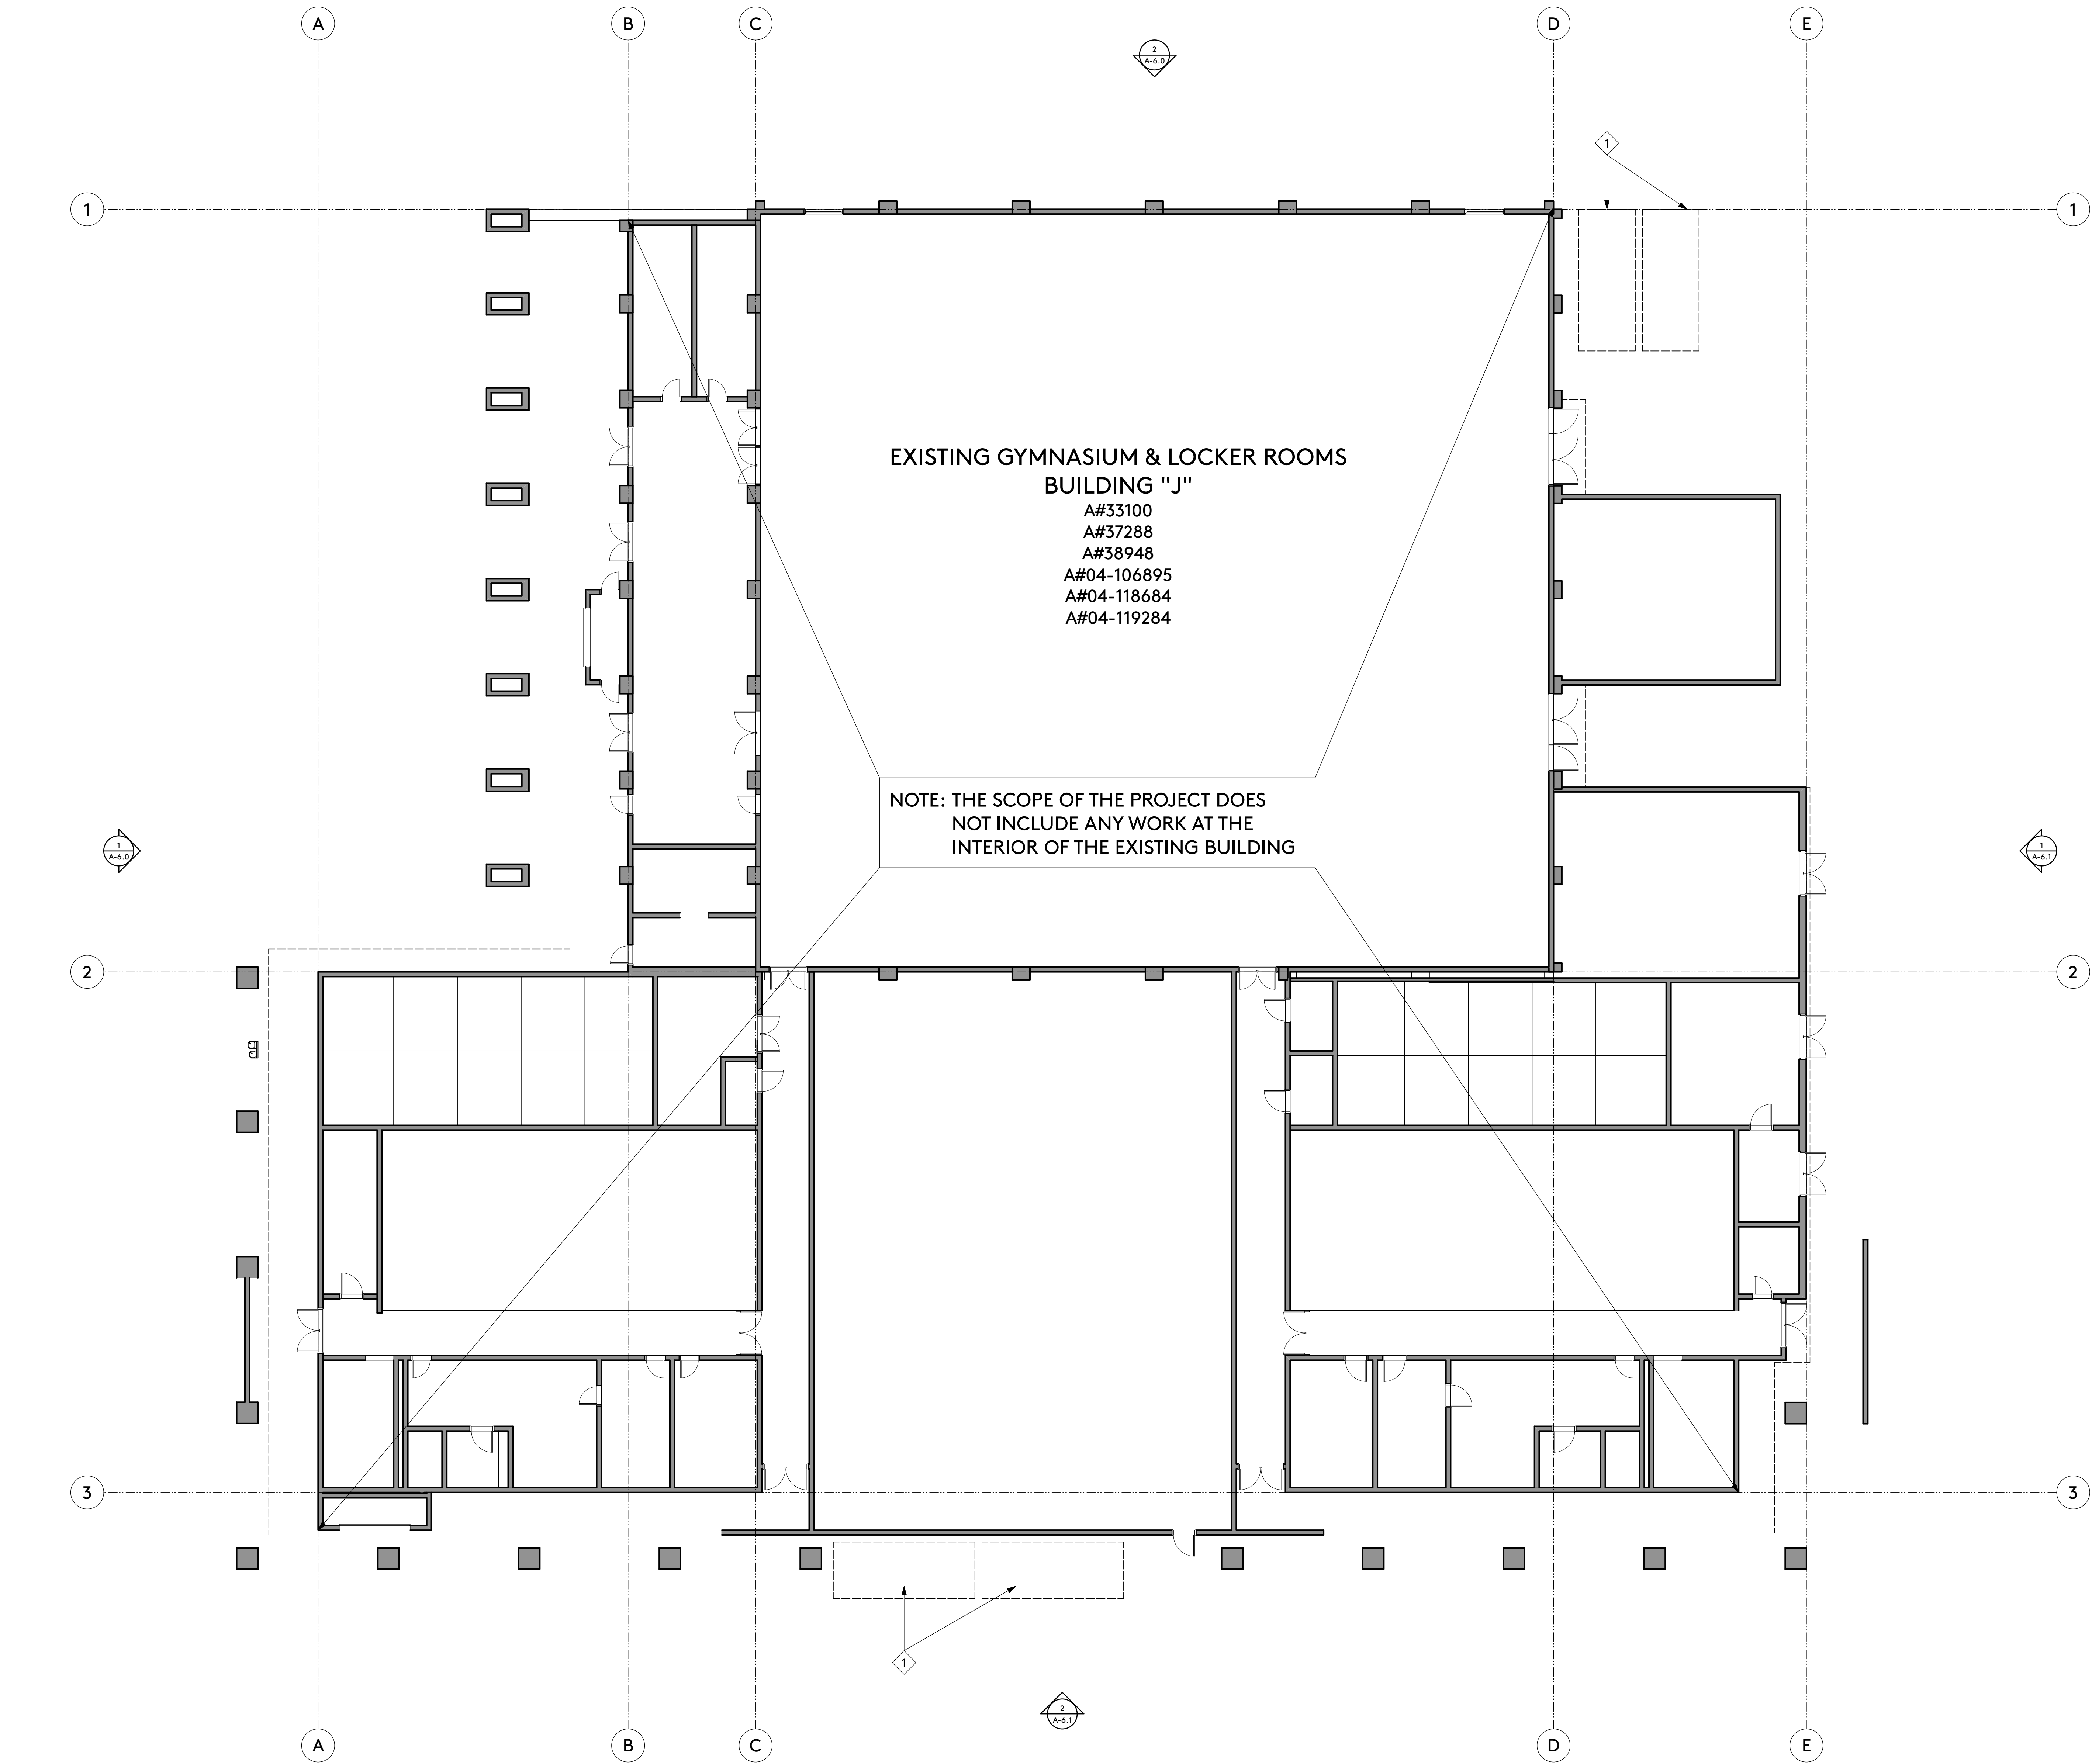 A B C D E
2
A-6.0
1
1 1
EXISTING GYMNASIUM & LOCKER ROOMS
BUILDING "J"
A#33100
A#37288
A#38948
A#04-106895
A#04-118684
A#04-119284
NOTE: THE SCOPE OF THE PROJECT DOES
NOT INCLUDE ANY WORK AT THE
INTERIOR OF THE EXISTING BUILDING
1
A-6.0
1
A-6.1
2 2
3 3
1
2
A-6.1
A B C D E